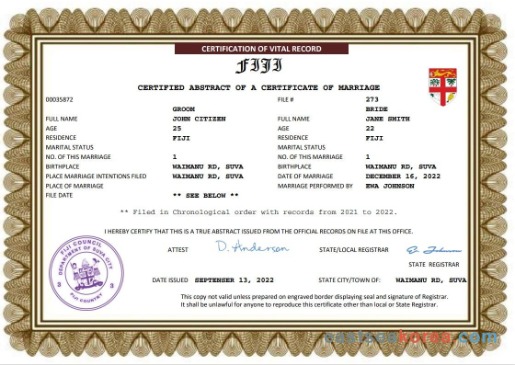 CERTIFICATION OF VITAL RECORD
FIJI
CERTIFIED ABSTRACT OF A CERTIFICATE OF MARRIAGE
00035872 FILE # 273
GROOM BRIDE
FULL NAME JOHN CITIZEN FULL NAME JANE SMITH
AGE 25 AGE 22
RESIDENCE FIJI RESIDENCE FIJI
MARITAL STATUS MARITAL STATUS
NO. OF THIS MARRIAGE 1 NO. OF THIS MARRIAGE 1
BIRTHPLACE WAIMANU RD, SUVA BIRTHPLACE WAIMANU RD, SUVA
PLACE MARRIAGE INTENTIONS FILED WAIMANU RD, SUVA DATE OF MARRIAGE DECEMBER 16, 2022
PLACE OF MARRIAGE MARRIAGE PERFORMED BY EWA JOHNSON
FILE DATE ** SEE BELOW **
** Filed in Chronological order with records from 2021 to 2022.
I HEREBY CERTIFY THAT THIS IS A TRUE ABSTRACT ISSUED FROM THE OFFICIAL RECORDS ON FILE AT THIS OFFICE.
ATTEST D. Anderson STATE/LOCAL REGISTRAR
STATE REGISTRAR
FIJI COUNCIL
DEPARTMENT OF SUVA CITY
FIJI COUNTRY
DATE ISSUED SEPTEMBER 13, 2022 STATE CITY/TOWN OF: WAIMANU RD, SUVA
This copy not valid unless prepared on engraved border displaying seal and signature of Registrar.
It shall be unlawful for anyone to reproduce this certificate other than local or State Registrar.